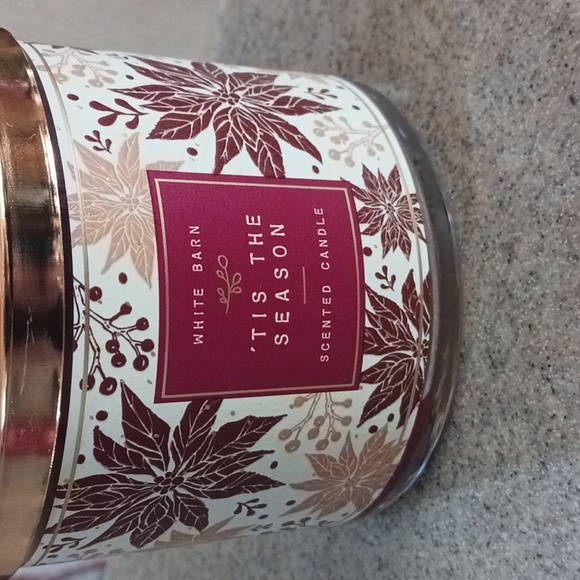 WHITE BARN
'TIS THE
SEASON
SCENTED CANDLE